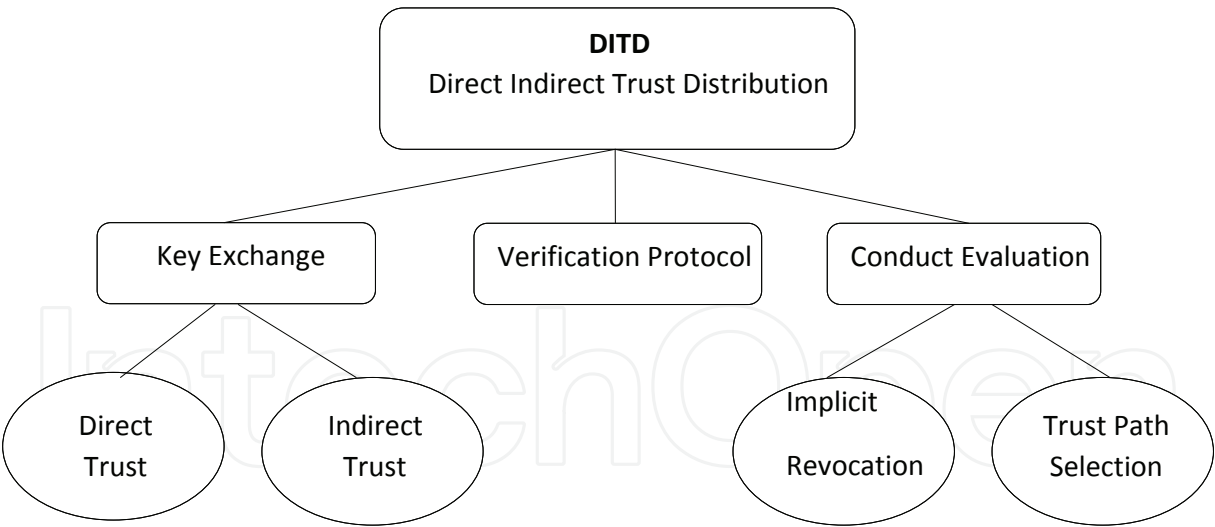 DITD
Direct Indirect Trust Distribution
Key Exchange
Verification Protocol
Conduct Evaluation
Direct
Trust
Indirect
Trust
Implicit
Revocation
Trust Path
Selection
IntechOpen